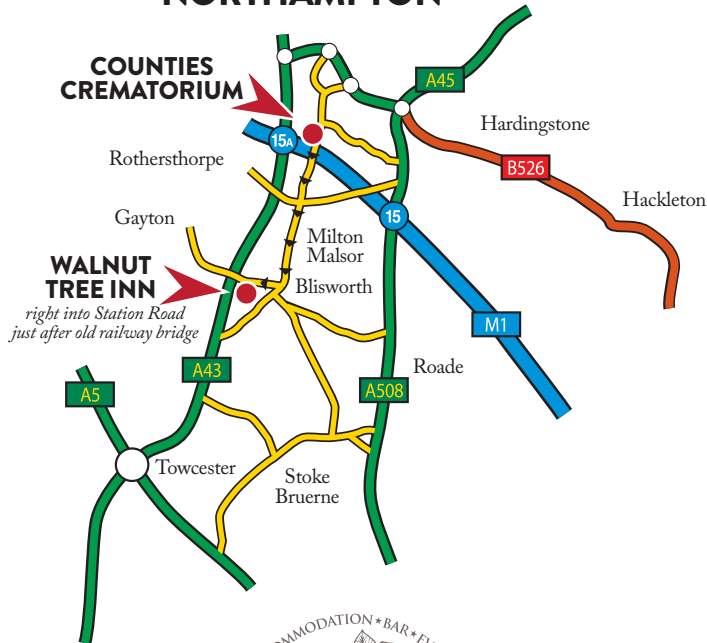 NORTHAMPTON
COUNTIES
CREMATORIUM
A45
Hardingstone
15A
Rothersthorpe
B526
Hackleton
Gayton
15
Milton
Malsor
WALNUT
TREE INN
Blisworth
right into Station Road
just after old railway bridge
M1
A43
Roade
A5
A508
Towcester
Stoke
Bruerne
ACCOMMODATION★BAR★